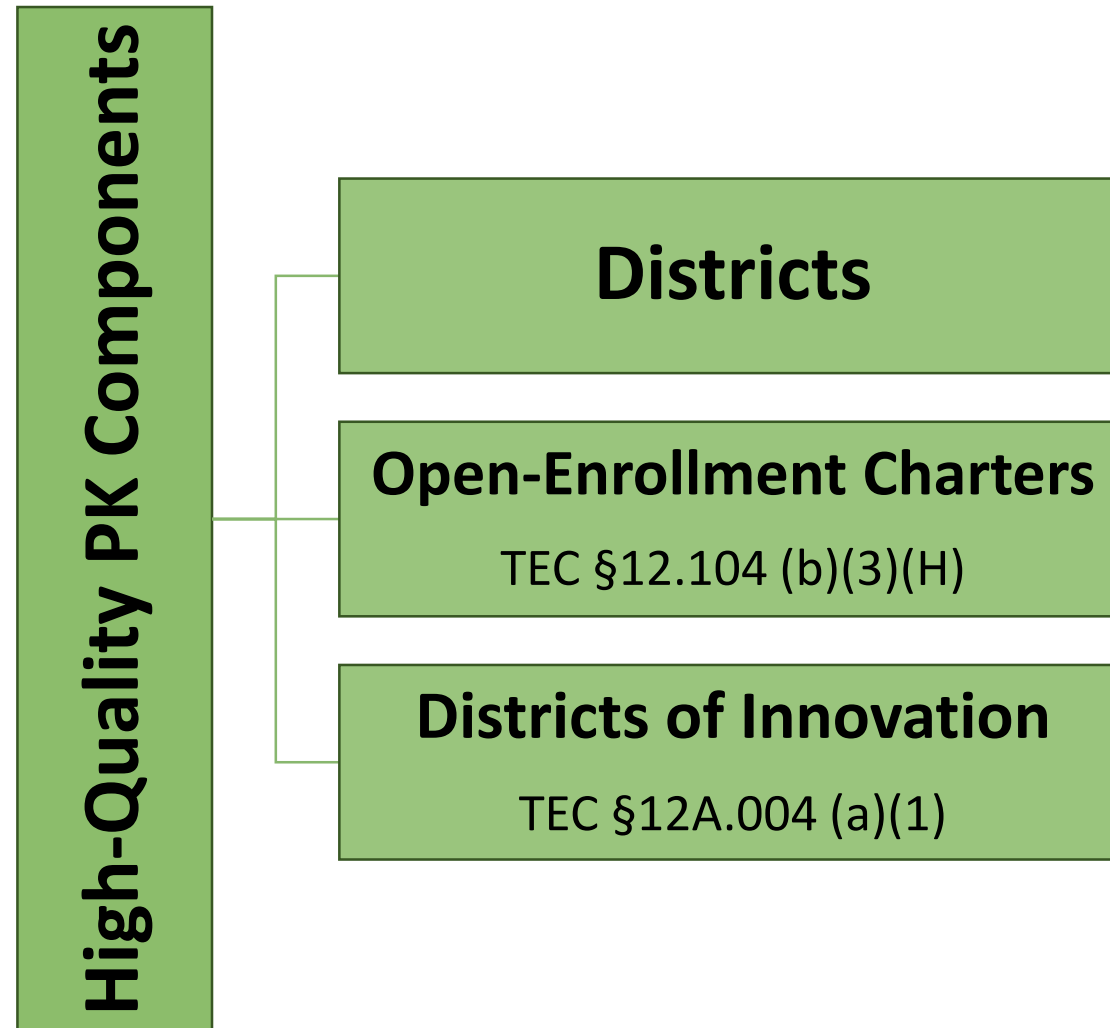 High-Quality PK Components
Districts
Open-Enrollment Charters
TEC §12.104 (b)(3)(H)
Districts of Innovation
TEC §12A.004 (a)(1)